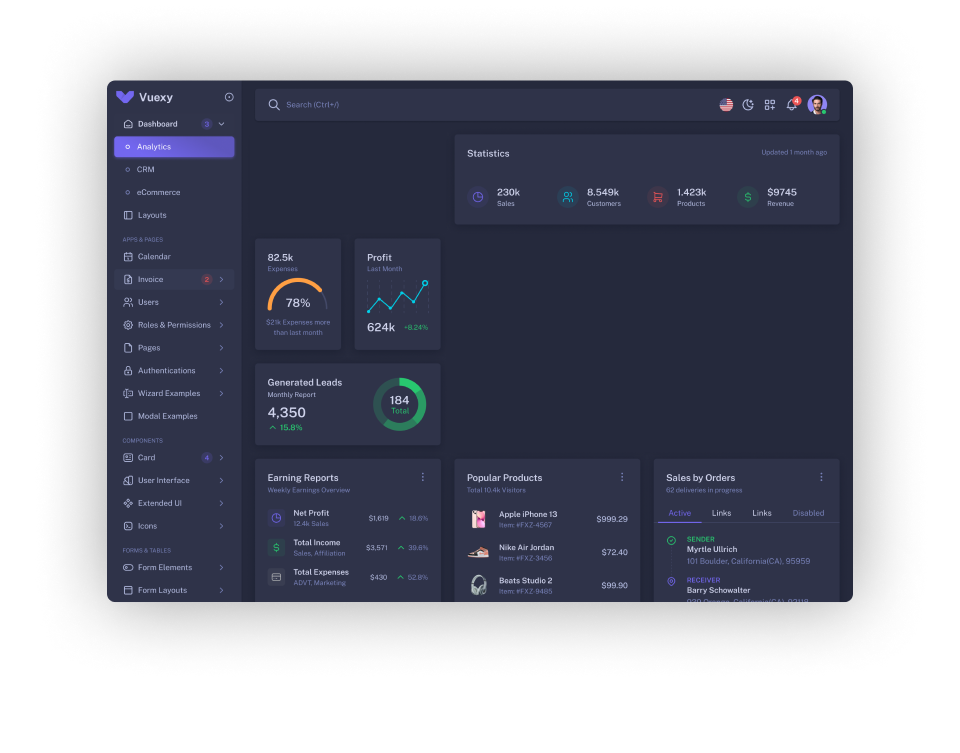 Vuexy
Search (Ctrl+/)
4
Dashboard 3
Analytics
CRM
eCommerce
Layouts
APPS & PAGES
Calendar
Invoice 2
Users
Roles & Permissions
Pages
Authentications
Wizard Examples
Modal Examples
COMPONENTS
Card 4
User Interface
Extended UI
Icons
FORMS & TABLES
Form Elements
Form Layouts
Statistics
Updated 1 month ago
230k
Sales
8.549k
Customers
1.423k
Products
$9745
Revenue
82.5k
Expenses
78%
$21k Expenses more
than last month
Profit
Last Month
624k +8.24%
Generated Leads
Monthly Report
4,350
15.8%
184
Total
Earning Reports
Weekly Earnings Overview
Net Profit
12.4k Sales
$1,619 18.6%
Total Income
Sales, Affiliation
$3,571 39.6%
Total Expenses
ADVT, Marketing
$430 52.8%
Popular Products
Total 10.4k Visitors
Apple iPhone 13
Item: #FXZ-4567
$999.29
Nike Air Jordan
Item: #FXZ-3456
$72.40
Beats Studio 2
Item: #FXZ-9485
$99.90
Sales by Orders
62 deliveries in progress
Active Links Links Disabled
SENDER
Myrtle Ullrich
101 Boulder, California(CA), 95959
RECEIVER
Barry Schowalter
California(CA),